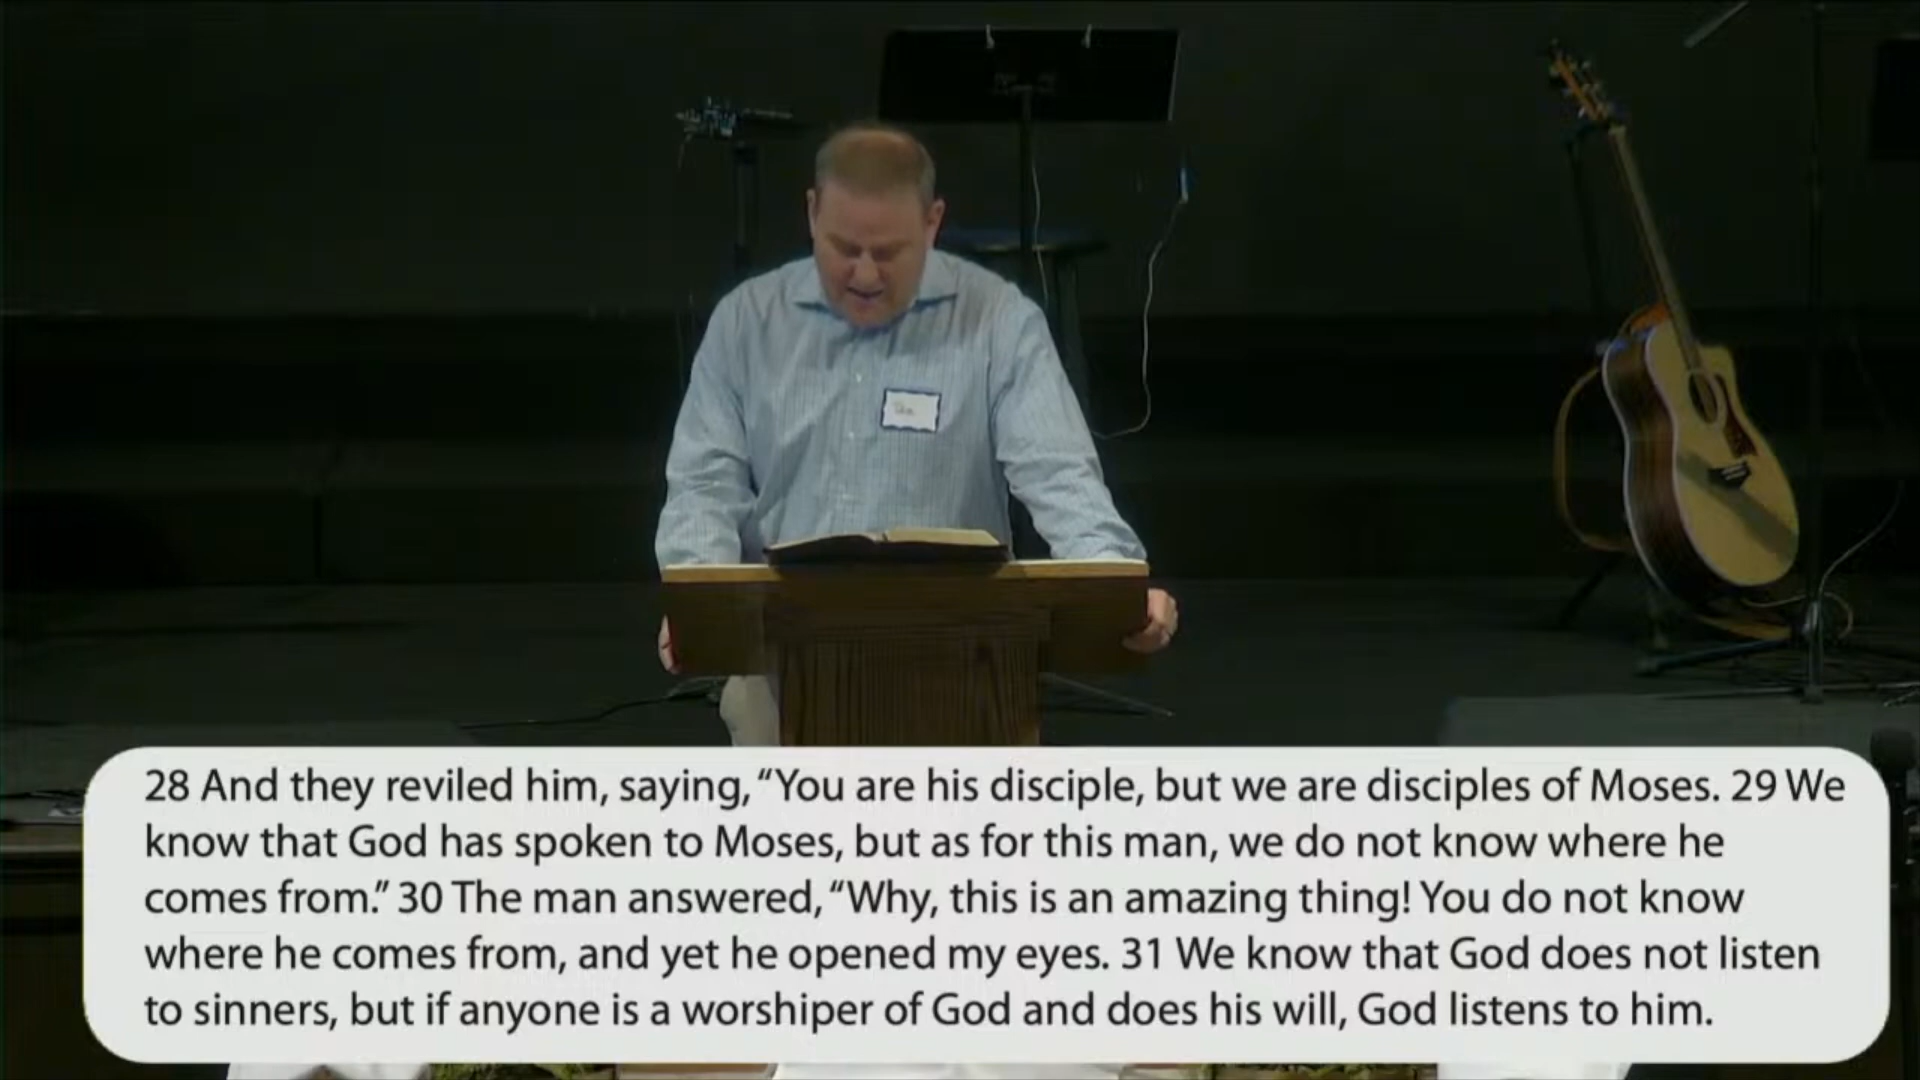 28 And they reviled him, saying, “You are his disciple, but we are disciples of Moses. 29 We
know that God has spoken to Moses, but as for this man, we do not know where he
comes from.” 30 The man answered, “Why, this is an amazing thing! You do not know
where he comes from, and yet he opened my eyes. 31 We know that God does not listen
to sinners, but if anyone is a worshiper of God and does his will, God listens to him.